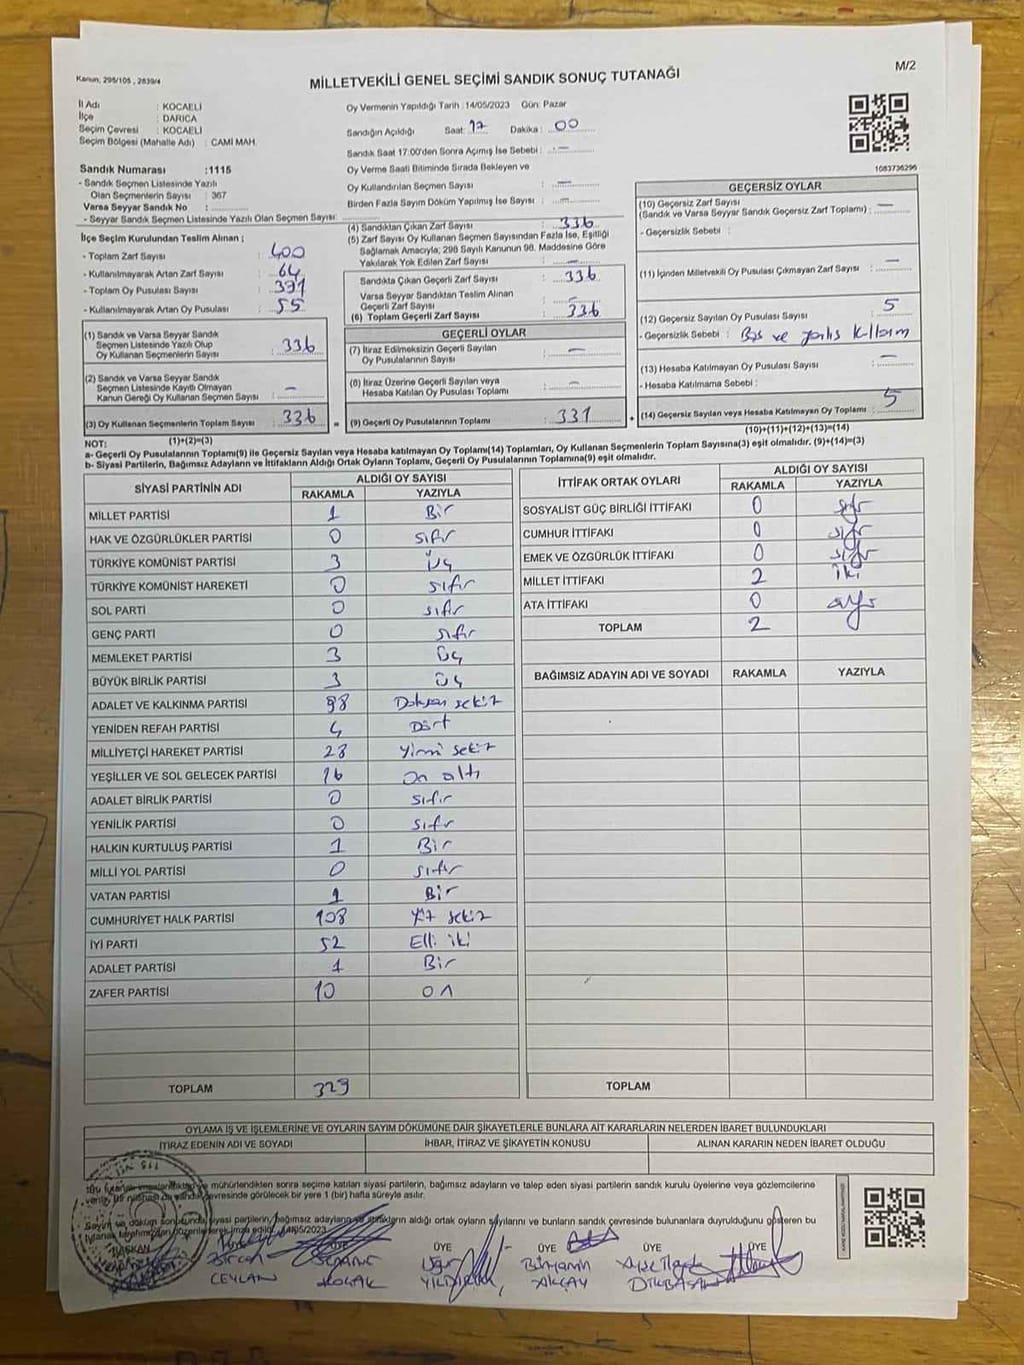 Kanun, 295/105 , 2839/4
MİLLETVEKİLİ GENEL SEÇİMİ SANDIK SONUÇ TUTANAĞI
M/2
İl Adı : KOCAELİ
İlçe : DARICA
Seçim Çevresi : KOCAELİ
Seçim Bölgesi (Mahalle Adı) : CAMİ MAH.
Oy Vermenin Yapıldığı Tarih :14/05/2023 Gün: Pazar
Sandığın Açıldığı Saat: 17 Dakika : 00
Sandık Saat 17:00'den Sonra Açımış İse Sebebi : —
Oy Verme Saati Bitiminde Sırada Bekleyen ve
Oy Kullandırılan Seçmen Sayısı : —
Birden Fazla Sayım Döküm Yapılmış İse Sayısı : —
1083736296
Sandık Numarası :1115
- Sandık Seçmen Listesinde Yazılı
Olan Seçmenlerin Sayısı : 367
Varsa Seyyar Sandık No :
- Seyyar Sandık Seçmen Listesinde Yazılı Olan Seçmen Sayısı:
İlçe Seçim Kurulundan Teslim Alınan ;
- Toplam Zarf Sayısı : 400
- Kullanılmayarak Artan Zarf Sayısı : 64
- Toplam Oy Pusulası Sayısı : 391
- Kullanılmayarak Artan Oy Pusulası : 55
(1) Sandık ve Varsa Seyyar Sandık
Seçmen Listesinde Yazılı Olup
Oy Kullanan Seçmenlerin Sayısı : 336
(2) Sandık ve Varsa Seyyar Sandık
Seçmen Listesinde Kayıtlı Olmayan
Kanun Gereği Oy Kullanan Seçmen Sayısı : —
(3) Oy Kullanan Seçmenlerin Toplam Sayısı : 336
(1)+(2)=(3)
(4) Sandıktan Çıkan Zarf Sayısı : 336
(5) Zarf Sayısı Oy Kullanan Seçmen Sayısından Fazla İse, Eşitliği
Sağlamak Amacıyla; 298 Sayılı Kanunun 98. Maddesine Göre
Yakılarak Yok Edilen Zarf Sayısı : —
Sandıkta Çıkan Geçerli Zarf Sayısı : 336
Varsa Seyyar Sandıktan Teslim Alınan
Geçerli Zarf Sayısı : —
(6) Toplam Geçerli Zarf Sayısı : 336
GEÇERLİ OYLAR
(7) İtiraz Edilmeksizin Geçerli Sayılan
Oy Pusulalarının Sayısı : —
(8) İtiraz Üzerine Geçerli Sayılan veya
Hesaba Katılan Oy Pusulası Toplamı : —
= (9) Geçerli Oy Pusulalarının Toplamı : 331
GEÇERSİZ OYLAR
(10) Geçersiz Zarf Sayısı
(Sandık ve Varsa Seyyar Sandık Geçersiz Zarf Toplamı) : —
- Geçersizlik Sebebi :
(11) İçinden Milletvekili Oy Pusulası Çıkmayan Zarf Sayısı : —
(12) Geçersiz Sayılan Oy Pusulası Sayısı : 5
- Geçersizlik Sebebi : Boş ve yanlış kullanım
(13) Hesaba Katılmayan Oy Pusulası Sayısı : —
- Hesaba Katılmama Sebebi :
+ (14) Geçersiz Sayılan veya Hesaba Katılmayan Oy Toplamı : 5
(10)+(11)+(12)+(13)=(14)
NOT:
a- Geçerli Oy Pusulasının Toplamı(9) ile Geçersiz Sayılan veya hesaba katılmayan Oy Toplamı(14) Toplamları, Oy Kullanan Seçmenlerin Toplam Sayısına(3) eşit olmalıdır. (9)+(14)=(3)
b- Siyasi Partilerin, Bağımsız Adayların ve İttifakların Aldığı Ortak Oyların Toplamı, Geçerli Oy Pusulalarının Toplamına(9) eşit olmalıdır.
SİYASİ PARTİNİN ADI ALDIĞI OY SAYISI
RAKAMLA YAZIYLA
MİLLET PARTİSİ 1 Bir
HAK VE ÖZGÜRLÜKLER PARTİSİ 0 sıfır
TÜRKİYE KOMÜNİST PARTİSİ 3 Üç
TÜRKİYE KOMÜNİST HAREKETİ 0 sıfır
SOL PARTİ 0 sıfır
GENÇ PARTİ 0 sıfır
MEMLEKET PARTİSİ 3 Üç
BÜYÜK BİRLİK PARTİSİ 3 Üç
ADALET VE KALKINMA PARTİSİ 98 Doksan sekiz
YENİDEN REFAH PARTİSİ 4 Dört
MİLLİYETÇİ HAREKET PARTİSİ 28 Yirmi sekiz
YEŞİLLER VE SOL GELECEK PARTİSİ 16 On altı
ADALET BİRLİK PARTİSİ 0 sıfır
YENİLİK PARTİSİ 0 sıfır
HALKIN KURTULUŞ PARTİSİ 1 Bir
MİLLİ YOL PARTİSİ 0 sıfır
VATAN PARTİSİ 1 Bir
CUMHURİYET HALK PARTİSİ 108 Yüz sekiz
İYİ PARTİ 52 Elli iki
ADALET PARTİSİ 1 Bir
ZAFER PARTİSİ 10 on
TOPLAM 329
İTTİFAK ORTAK OYLARI ALDIĞI OY SAYISI
RAKAMLA YAZIYLA
SOSYALİST GÜÇ BİRLİĞİ İTTİFAKI 0 sıfır
CUMHUR İTTİFAKI 0 sıfır
EMEK VE ÖZGÜRLÜK İTTİFAKI 0 sıfır
MİLLET İTTİFAKI 2 iki
ATA İTTİFAKI 0
TOPLAM 2
BAĞIMSIZ ADAYIN ADI VE SOYADI RAKAMLA YAZIYLA
TOPLAM
OYLAMA İŞ VE İŞLEMLERİNE VE OYLARIN SAYIM DÖKÜMÜNE DAİR ŞİKAYETLERLE BUNLARA AİT KARARLARIN NELERDEN İBARET BULUNDUKLARI
İTİRAZ EDENİN ADI VE SOYADI İHBAR, İTİRAZ VE ŞİKAYETİN KONUSU ALINAN KARARIN NEDEN İBARET OLDUĞU
mühürlendikten sonra seçime katılan siyasi partilerin, bağımsız adayların ve talep eden siyasi partilerin sandık kurulu üyelerine veya gözlemcilerine
çevresinde görülecek bir yere 1 (bir) hafta süreyle asılır.
Sayım ve döküm sonucunda, siyasi partilerin, bağımsız adayların ve ittifakların aldığı ortak oyların sayılarını ve bunların sandık çevresinde bulunanlara duyrulduğunu gösteren bu
BAŞKAN ÜYE ÜYE ÜYE ÜYE
Bircan Uğur Bünyamin
CEYLAN KOÇAK YILDIRIM AKÇAY DİKBASAN